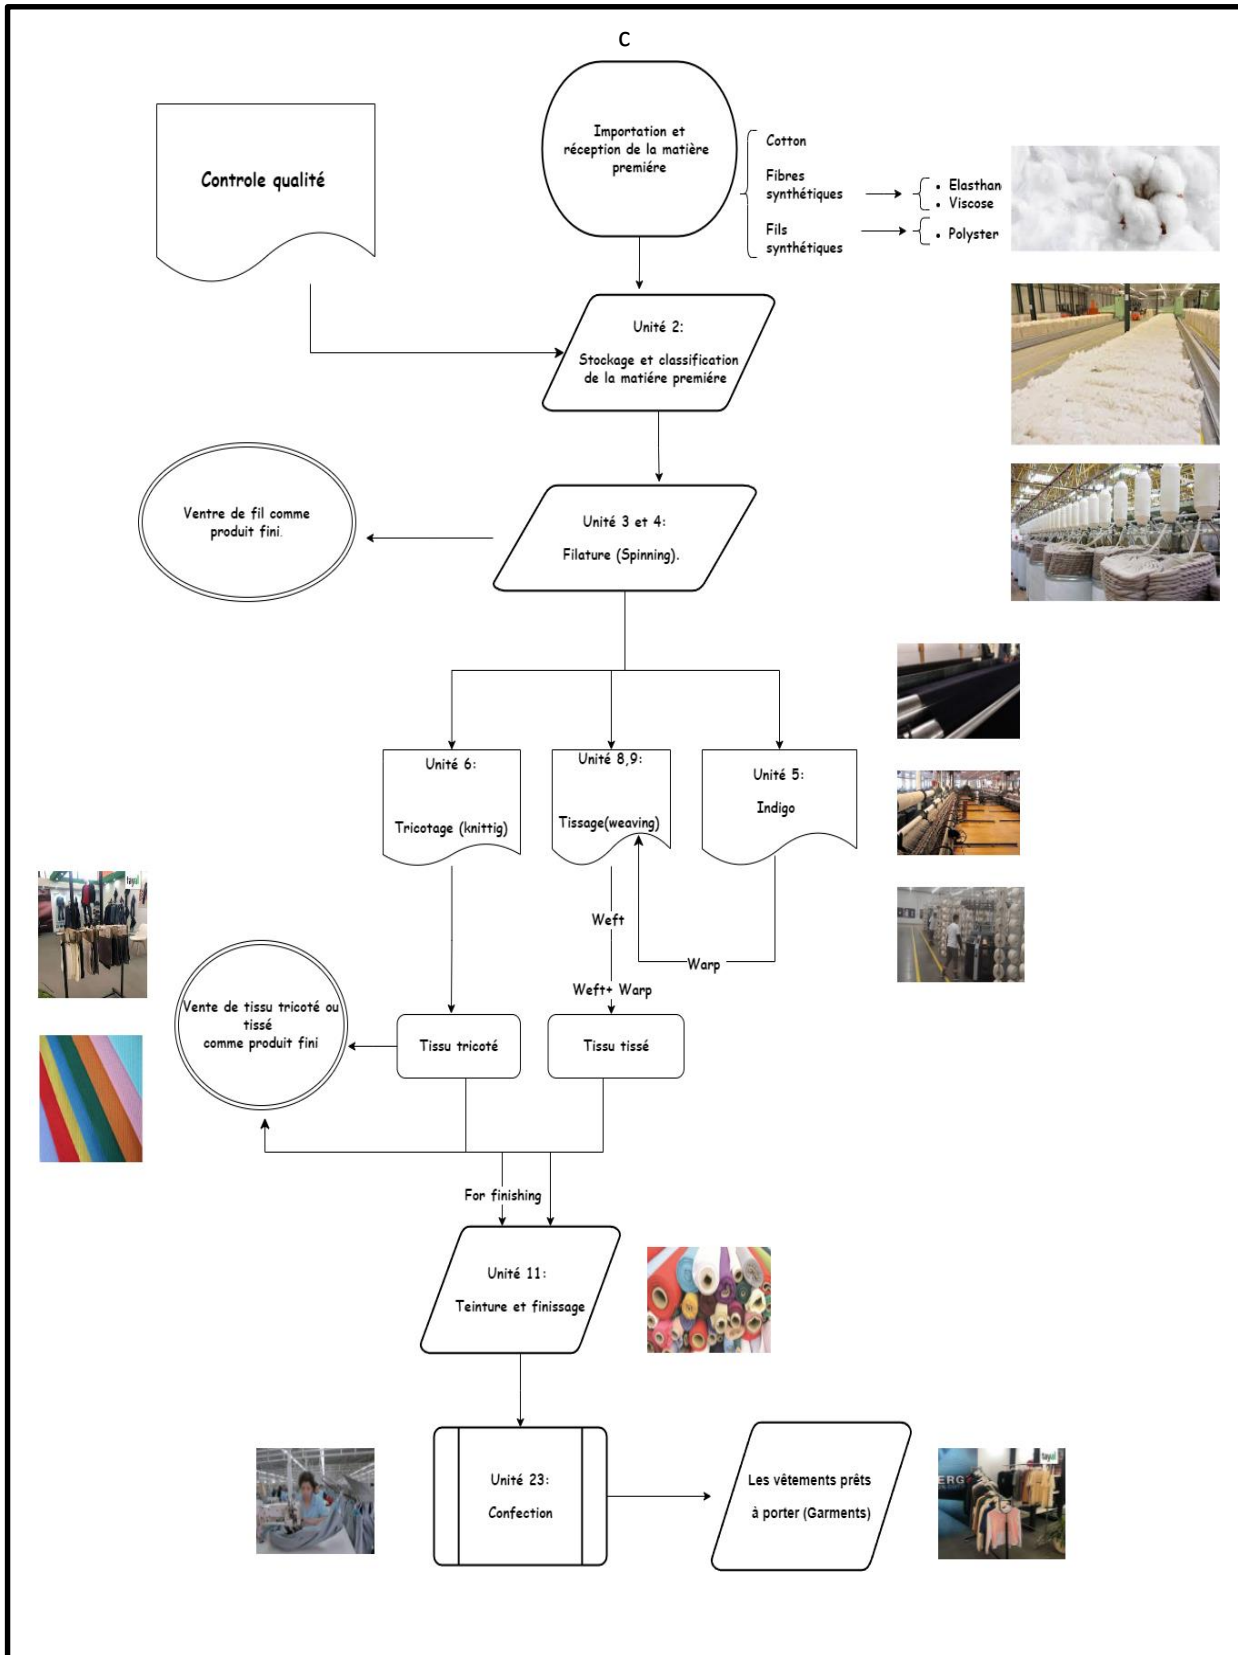 C
Importation et
réception de la matière
premiére
Controle qualité
Cotton
Fibres
synthétiques
• Elasthan
• Viscose
Fils
synthétiques
• Polyster
Unité 2:
Stockage et classification
de la matiére premiére
Ventre de fil comme
produit fini.
Unité 3 et 4:
Filature (Spinning).
Unité 6:
Tricotage (knittig)
Unité 8,9:
Tissage(weaving)
Unité 5:
Indigo
Weft
Warp
Weft+ Warp
Vente de tissu tricoté ou
tissé
comme produit fini
Tissu tricoté
Tissu tissé
For finishing
Unité 11:
Teinture et finissage
Unité 23:
Confection
Les vêtements prêts
à porter (Garments)
ERG
tayal